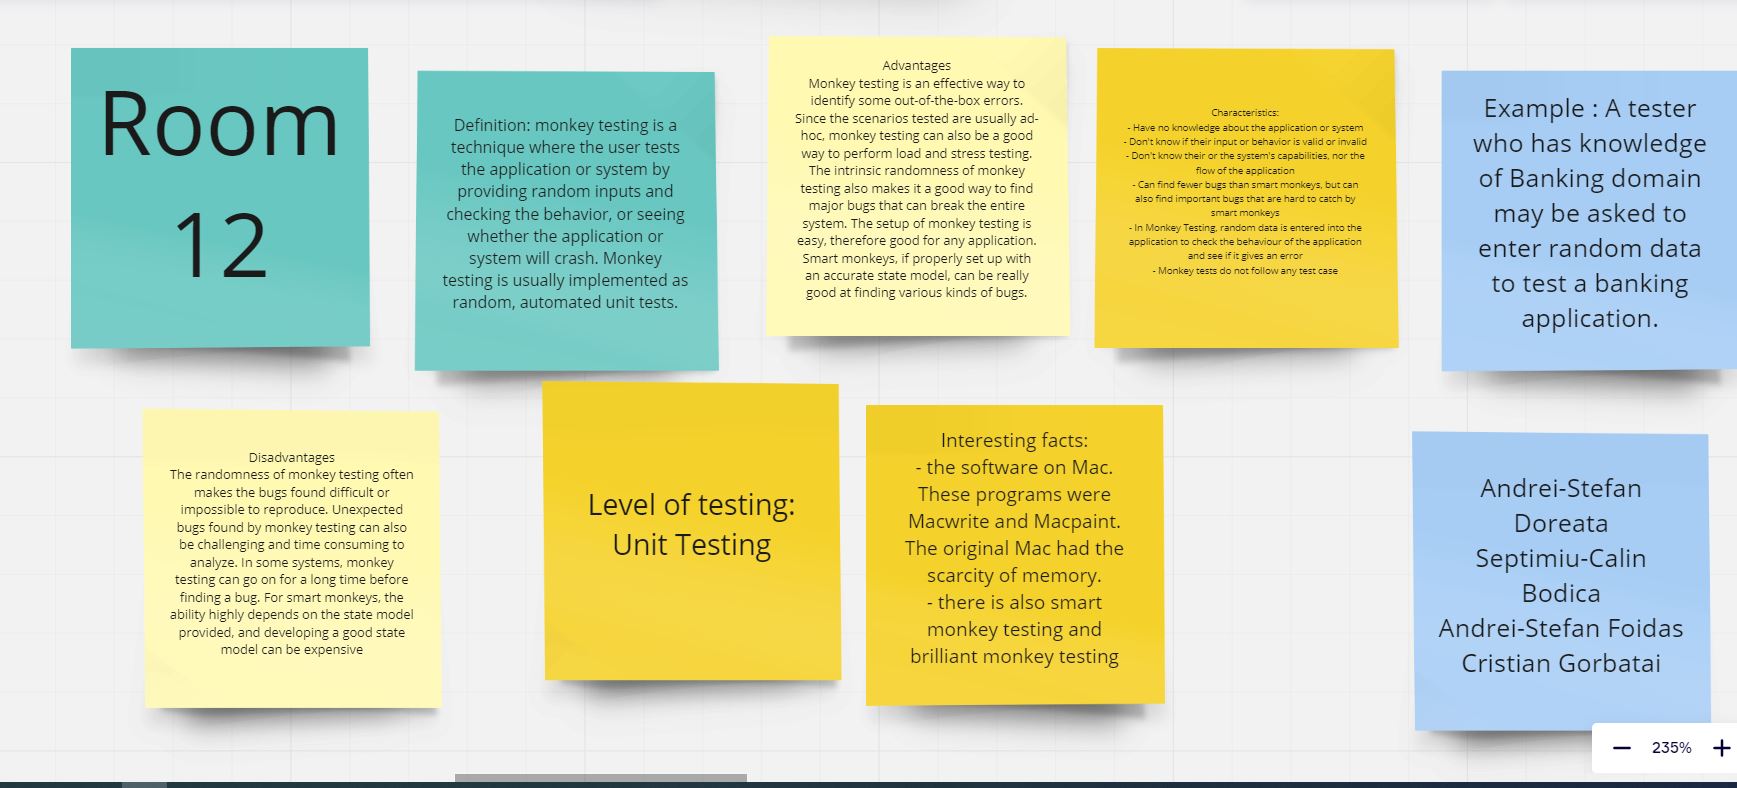 Room
12
Definition: monkey testing is a
technique where the user tests
the application or system by
providing random inputs and
checking the behavior, or seeing
whether the application or
system will crash. Monkey
testing is usually implemented as
random, automated unit tests.
Advantages
Monkey testing is an effective way to
identify some out-of-the-box errors.
Since the scenarios tested are usually ad-
hoc, monkey testing can also be a good
way to perform load and stress testing.
The intrinsic randomness of monkey
testing also makes it a good way to find
major bugs that can break the entire
system. The setup of monkey testing is
easy, therefore good for any application.
Smart monkeys, if properly set up with
an accurate state model, can be really
good at finding various kinds of bugs.
Characteristics:
- Have no knowledge about the application or system
- Don't know if their input or behavior is valid or invalid
- Don't know their or the system's capabilities, nor the
flow of the application
- Can find fewer bugs than smart monkeys, but can
also find important bugs that are hard to catch by
smart monkeys
- In Monkey Testing, random data is entered into the
application to check the behaviour of the application
and see if it gives an error
- Monkey tests do not follow any test case
Example : A tester
who has knowledge
of Banking domain
may be asked to
enter random data
to test a banking
application.
Disadvantages
The randomness of monkey testing often
makes the bugs found difficult or
impossible to reproduce. Unexpected
bugs found by monkey testing can also
be challenging and time consuming to
analyze. In some systems, monkey
testing can go on for a long time before
finding a bug. For smart monkeys, the
ability highly depends on the state model
provided, and developing a good state
model can be expensive
Level of testing:
Unit Testing
Interesting facts:
- the software on Mac.
These programs were
Macwrite and Macpaint.
The original Mac had the
scarcity of memory.
- there is also smart
monkey testing and
brilliant monkey testing
Andrei-Stefan
Doreata
Septimiu-Calin
Bodica
Andrei-Stefan Foidas
Cristian Gorbatai
235%